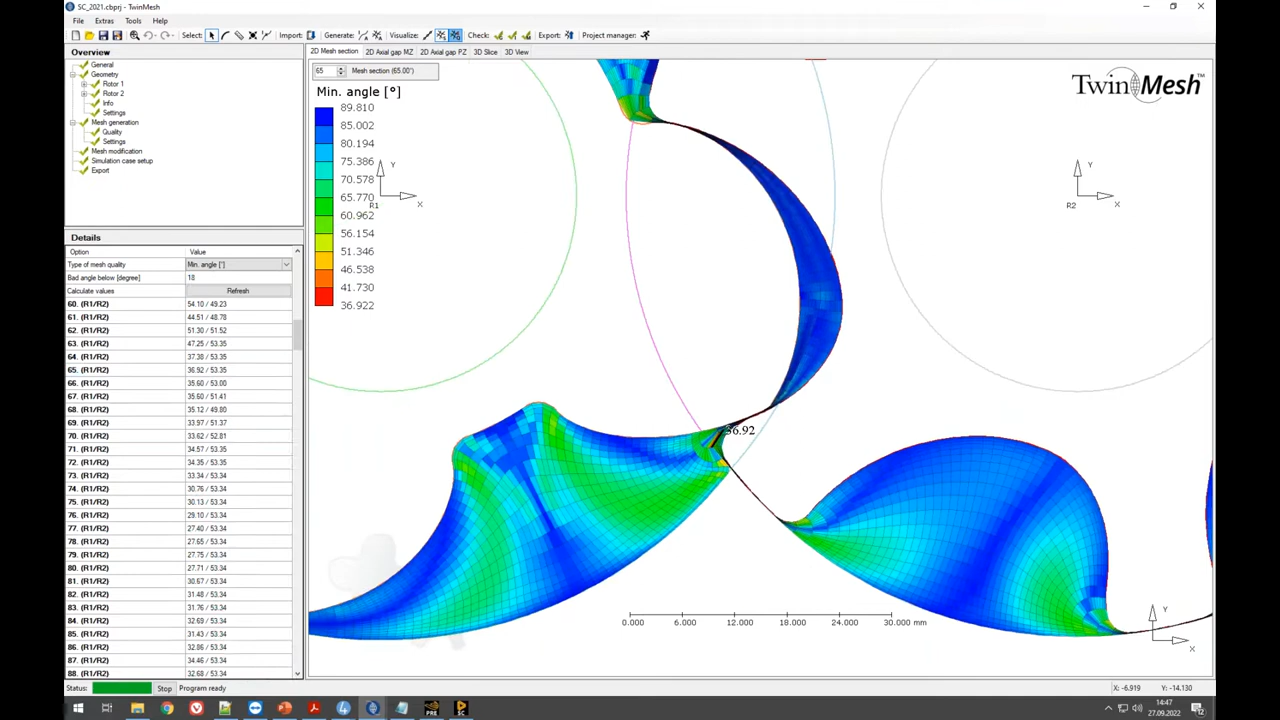 SC_2021.cbprj - TwinMesh
File Extras Tools Help
Select: Import: Generate: Visualize: Check: Export: Project manager:
Overview
General
Geometry
Rotor 1
Rotor 2
Info
Settings
Mesh generation
Quality
Settings
Mesh modification
Simulation case setup
Export
Details
Option Value
Type of mesh quality Min. angle [°]
Bad angle below [degree] 18
Calculate values Refresh
60. (R1/R2) 54.10 / 49.23
61. (R1/R2) 44.51 / 48.78
62. (R1/R2) 51.30 / 51.52
63. (R1/R2) 47.25 / 53.35
64. (R1/R2) 37.38 / 53.35
65. (R1/R2) 36.92 / 53.35
66. (R1/R2) 35.60 / 53.00
67. (R1/R2) 35.60 / 51.41
68. (R1/R2) 35.12 / 49.80
69. (R1/R2) 33.97 / 51.37
70. (R1/R2) 33.62 / 52.81
71. (R1/R2) 34.57 / 53.35
72. (R1/R2) 34.35 / 53.35
73. (R1/R2) 33.34 / 53.34
74. (R1/R2) 30.76 / 53.34
75. (R1/R2) 30.13 / 53.34
76. (R1/R2) 29.10 / 53.34
77. (R1/R2) 27.40 / 53.34
78. (R1/R2) 27.65 / 53.34
79. (R1/R2) 27.75 / 53.34
80. (R1/R2) 27.71 / 53.34
81. (R1/R2) 30.67 / 53.34
82. (R1/R2) 31.48 / 53.34
83. (R1/R2) 31.76 / 53.34
84. (R1/R2) 32.69 / 53.34
85. (R1/R2) 31.43 / 53.34
86. (R1/R2) 32.86 / 53.34
87. (R1/R2) 34.46 / 53.34
88. (R1/R2) 32.68 / 53.34
2D Mesh section 2D Axial gap MZ 2D Axial gap PZ 3D Slice 3D View
65 Mesh section (65.00°)
Min. angle [°]
89.810
85.002
80.194
75.386
70.578
65.770
60.962
56.154
51.346
46.538
41.730
36.922
TwinMesh™
Y
R1 X
Y
R2 X
36.92
0.000 6.000 12.000 18.000 24.000 30.000 mm
Y
X
Status: Stop Program ready
X: -6.919 Y: -14.130
PRE
SC
14:47
27.09.2022
12